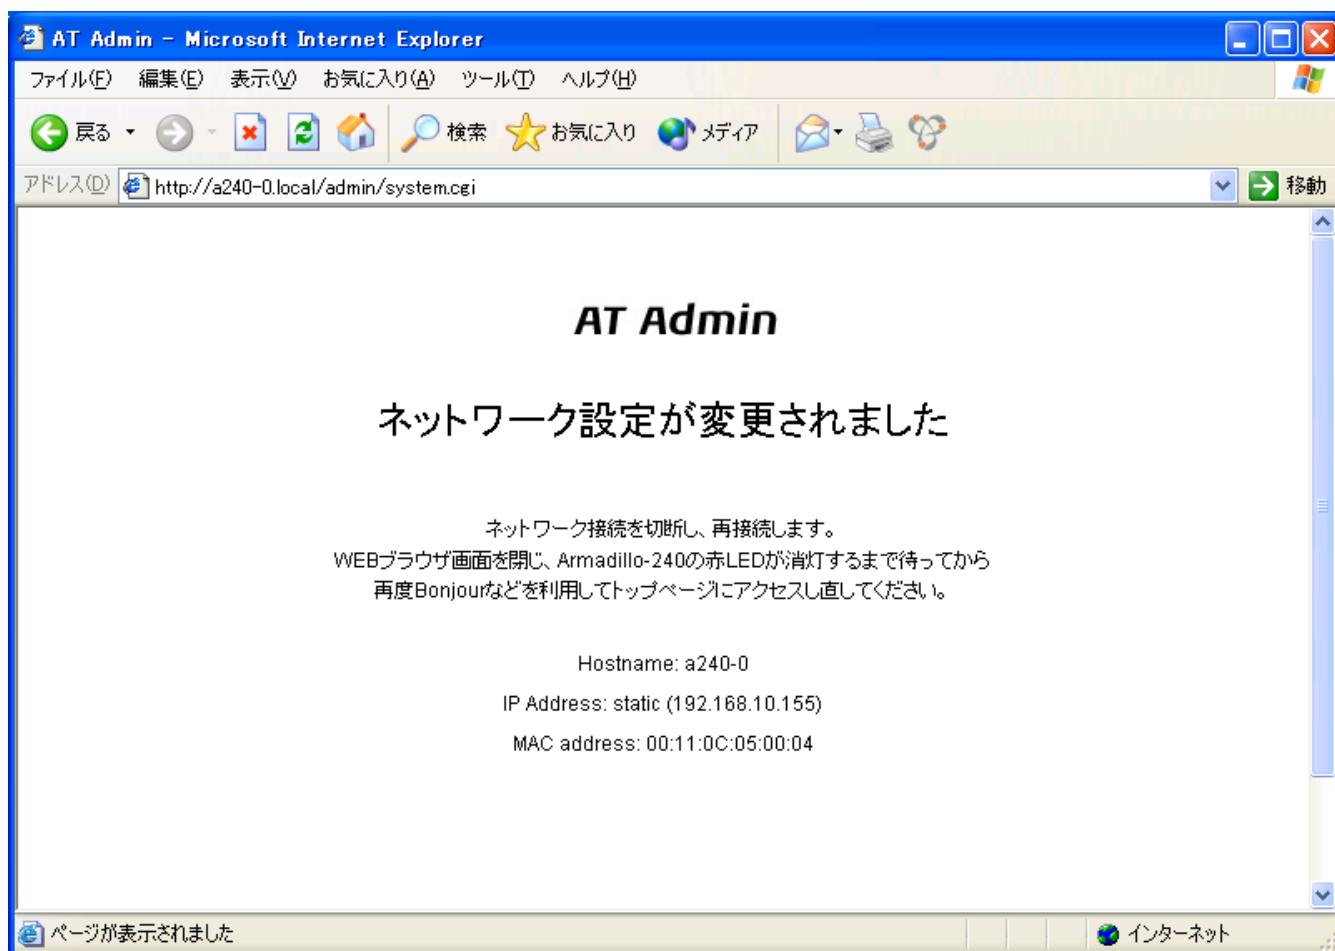 AT Admin - Microsoft Internet Explorer
ファイル(F) 編集(E) 表示(V) お気に入り(A) ツール(T) ヘルプ(H)
戻る 検索 お気に入り メディア
アドレス(D) http://a240-0.local/admin/system.cgi 移動
AT Admin
ネットワーク設定が変更されました
ネットワーク接続を切断し、再接続します。
WEBブラウザ画面を閉じ、Armadillo-240の赤LEDが消灯するまで待ってから
再度Bonjourなどを利用してトップページにアクセスし直してください。
Hostname: a240-0
IP Address: static (192.168.10.155)
MAC address: 00:11:0C:05:00:04
ページが表示されました インターネット